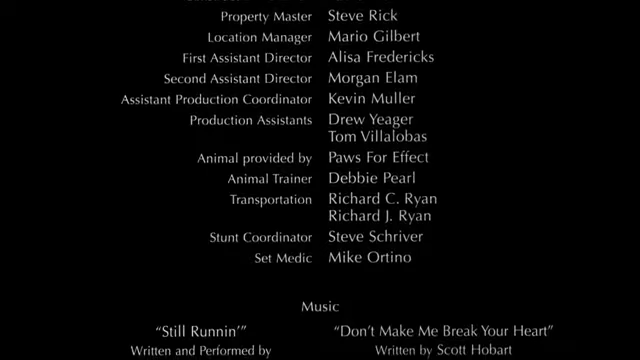 Property Master Steve Rick
Location Manager Mario Gilbert
First Assistant Director Alisa Fredericks
Second Assistant Director Morgan Elam
Assistant Production Coordinator Kevin Muller
Production Assistants Drew Yeager
Tom Villalobas
Animal provided by Paws For Effect
Animal Trainer Debbie Pearl
Transportation Richard C. Ryan
Richard J. Ryan
Stunt Coordinator Steve Schriver
Set Medic Mike Ortino
Music
“Still Runnin’” “Don’t Make Me Break Your Heart”
Written and Performed by Written by Scott Hobart